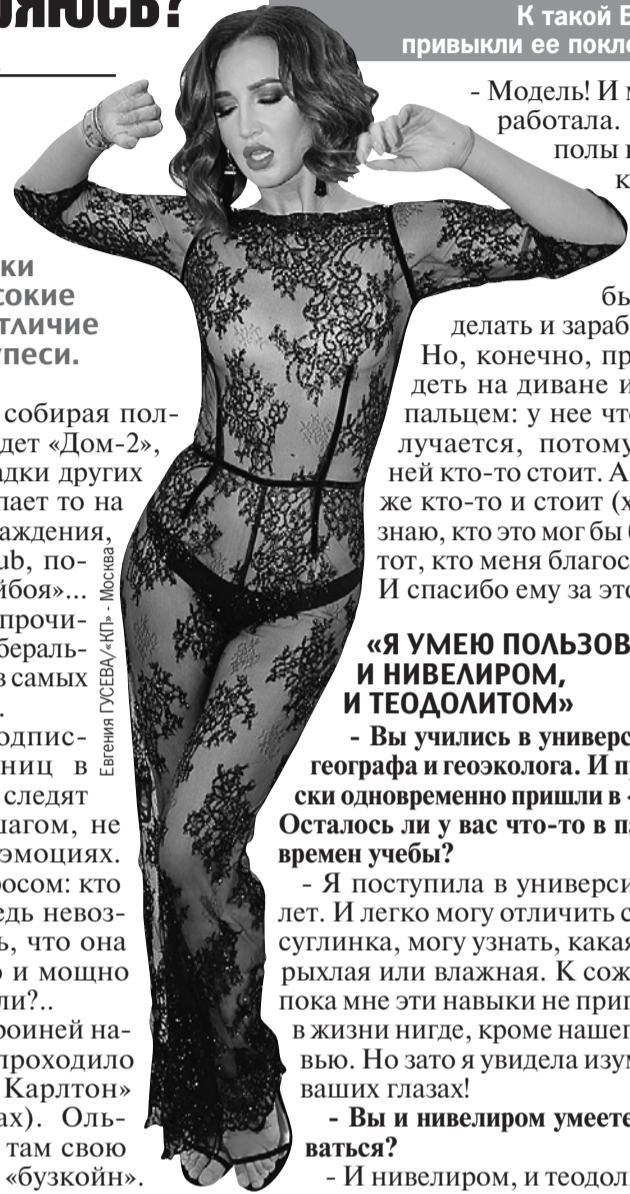 ЯЮСЬ?
К такой
привыкли ее
ки
сокие
тличие
песи.
собирая пол-
дет «Дом-2»,
адки других
пает то на
аждения,
ub, по-
йбоя»...
прочи-
бераль-
в самых
.
одпис-
ниц в
следят
шагом, не
эмоциях.
росом: кто
едь невоз-
ь, что она
о и мощно
ли?..
роиней на-
проходило
Карлтон»
ах). Оль-
там свою
«бузкойн».
Евгения ГУСЕВА/«КП» - Москва
- Модель! И
работала.
полы
к
бы
делать и зараб
Но, конечно, пр
деть на диване и
пальцем: у нее что
лучается, потому
ней кто-то стоит. А
же кто-то и стоит (х
знаю, кто это мог бы
тот, кто меня благос
И спасибо ему за это
«Я УМЕЮ ПОЛЬЗОВ
И НИВЕЛИРОМ,
И ТЕОДОЛИТОМ»
- Вы учились в универс
географа и геоэколога. И п
ски одновременно пришли в «
Осталось ли у вас что-то в па
времен учебы?
- Я поступила в универси
лет. И легко могу отличить с
суглинка, могу узнать, какая
рыхлая или влажная. К сож
пока мне эти навыки не приг
в жизни нигде, кроме нашег
вью. Но зато я увидела изум
ваших глазах!
- Вы и нивелиром умеете
ваться?
- И нивелиром, и теодол